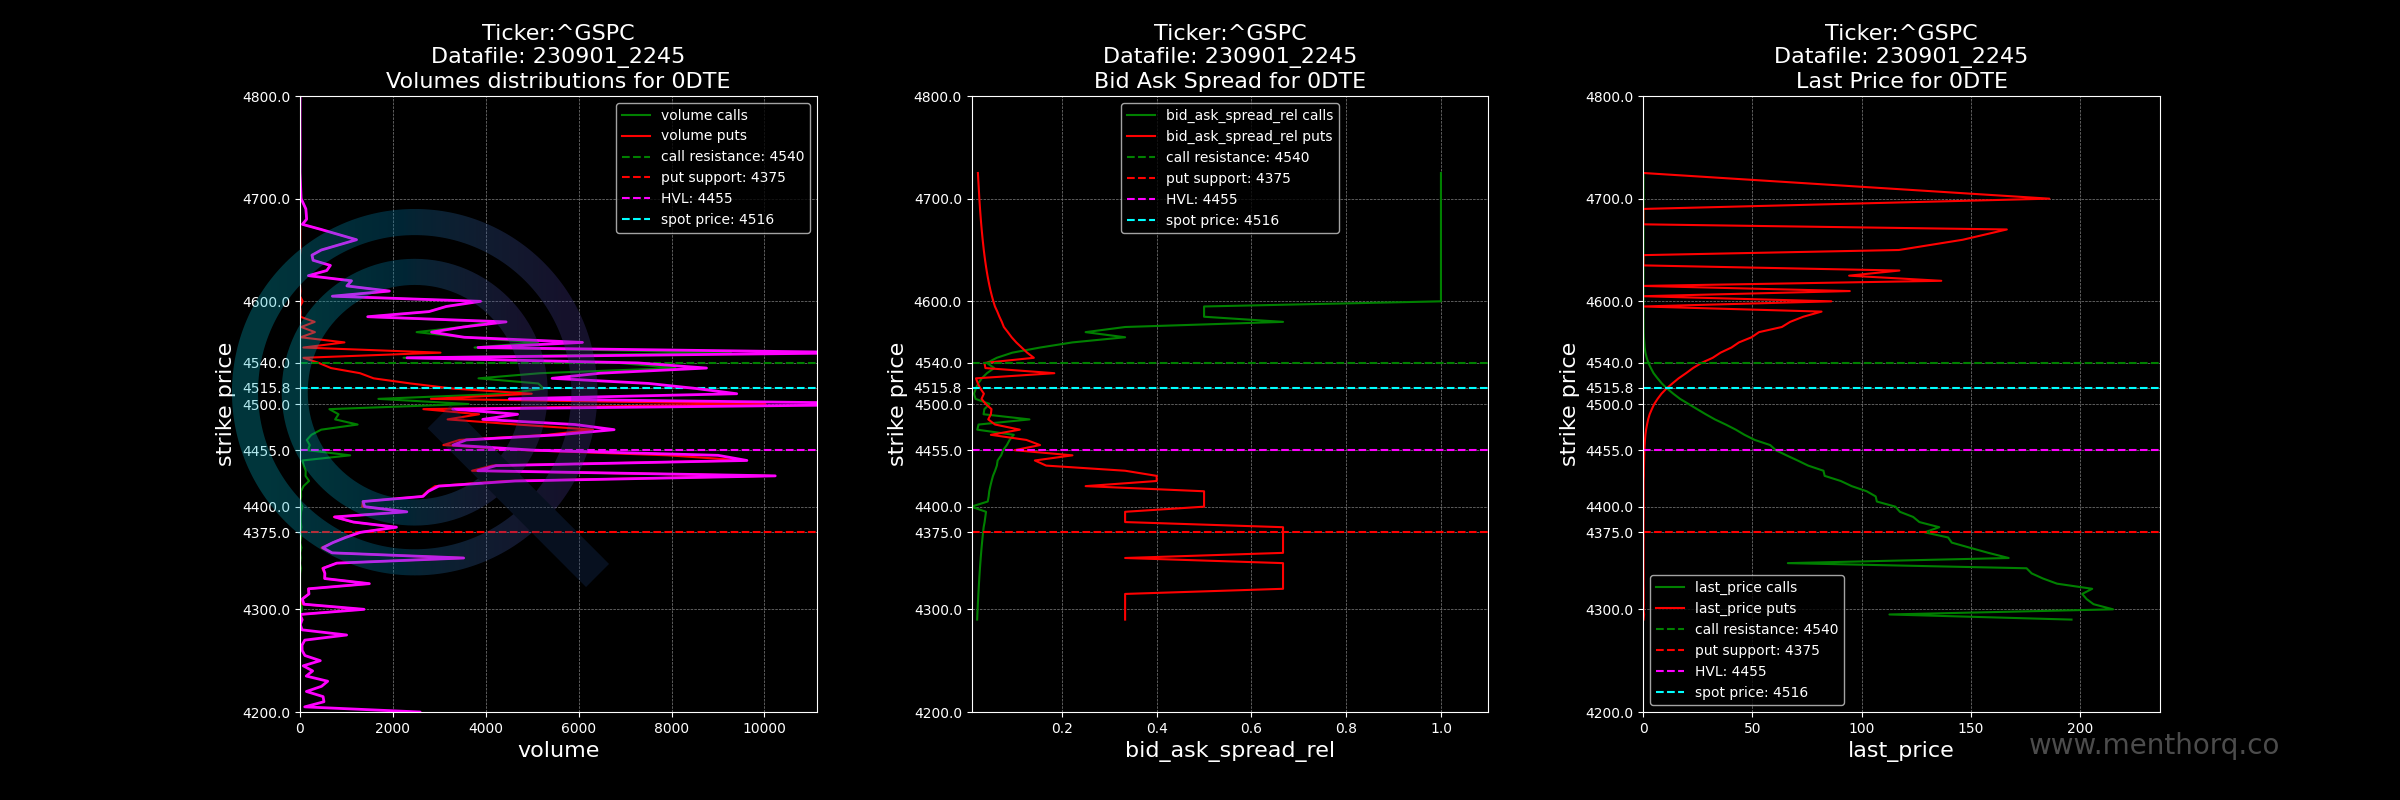 Ticker:^GSPC
Datafile: 230901_2245
Volumes distributions for 0DTE
4800.0
4700.0
4600.0
4540.0
4515.8
4500.0
4455.0
4400.0
4375.0
4300.0
4200.0
strike price
volume calls
volume puts
call resistance: 4540
put support: 4375
HVL: 4455
spot price: 4516
0
2000
4000
6000
8000
10000
volume
Ticker:^GSPC
Datafile: 230901_2245
Bid Ask Spread for 0DTE
4800.0
4700.0
4600.0
4540.0
4515.8
4500.0
4455.0
4400.0
4375.0
4300.0
4200.0
strike price
bid_ask_spread_rel calls
bid_ask_spread_rel puts
call resistance: 4540
put support: 4375
HVL: 4455
spot price: 4516
0.2
0.4
0.6
0.8
1.0
bid_ask_spread_rel
Ticker:^GSPC
Datafile: 230901_2245
Last Price for 0DTE
4800.0
4700.0
4600.0
4540.0
4515.8
4500.0
4455.0
4400.0
4375.0
4300.0
4200.0
strike price
last_price calls
last_price puts
call resistance: 4540
put support: 4375
HVL: 4455
spot price: 4516
0
50
100
150
200
last_price
www.menthorq.co